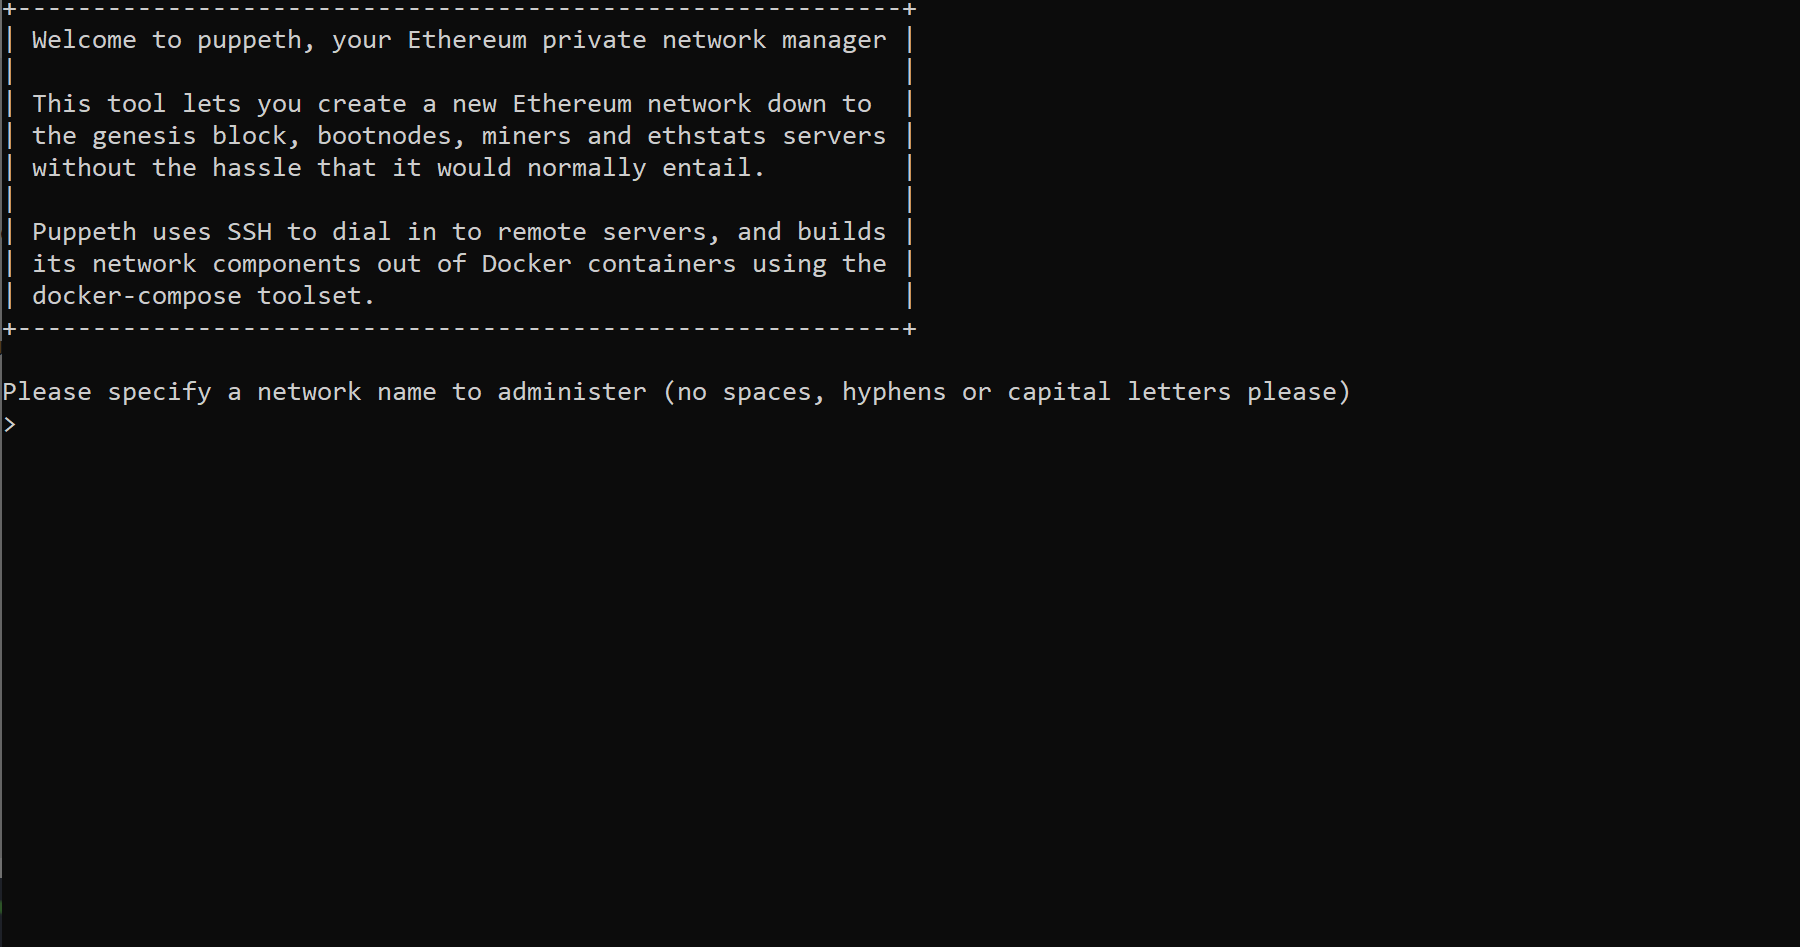 +-----------------------------------------------------------+
| Welcome to puppeth, your Ethereum private network manager |
|                                                           |
| This tool lets you create a new Ethereum network down to  |
| the genesis block, bootnodes, miners and ethstats servers |
| without the hassle that it would normally entail.         |
|                                                           |
| Puppeth uses SSH to dial in to remote servers, and builds |
| its network components out of Docker containers using the |
| docker-compose toolset.                                   |
+-----------------------------------------------------------+
Please specify a network name to administer (no spaces, hyphens or capital letters please)
>